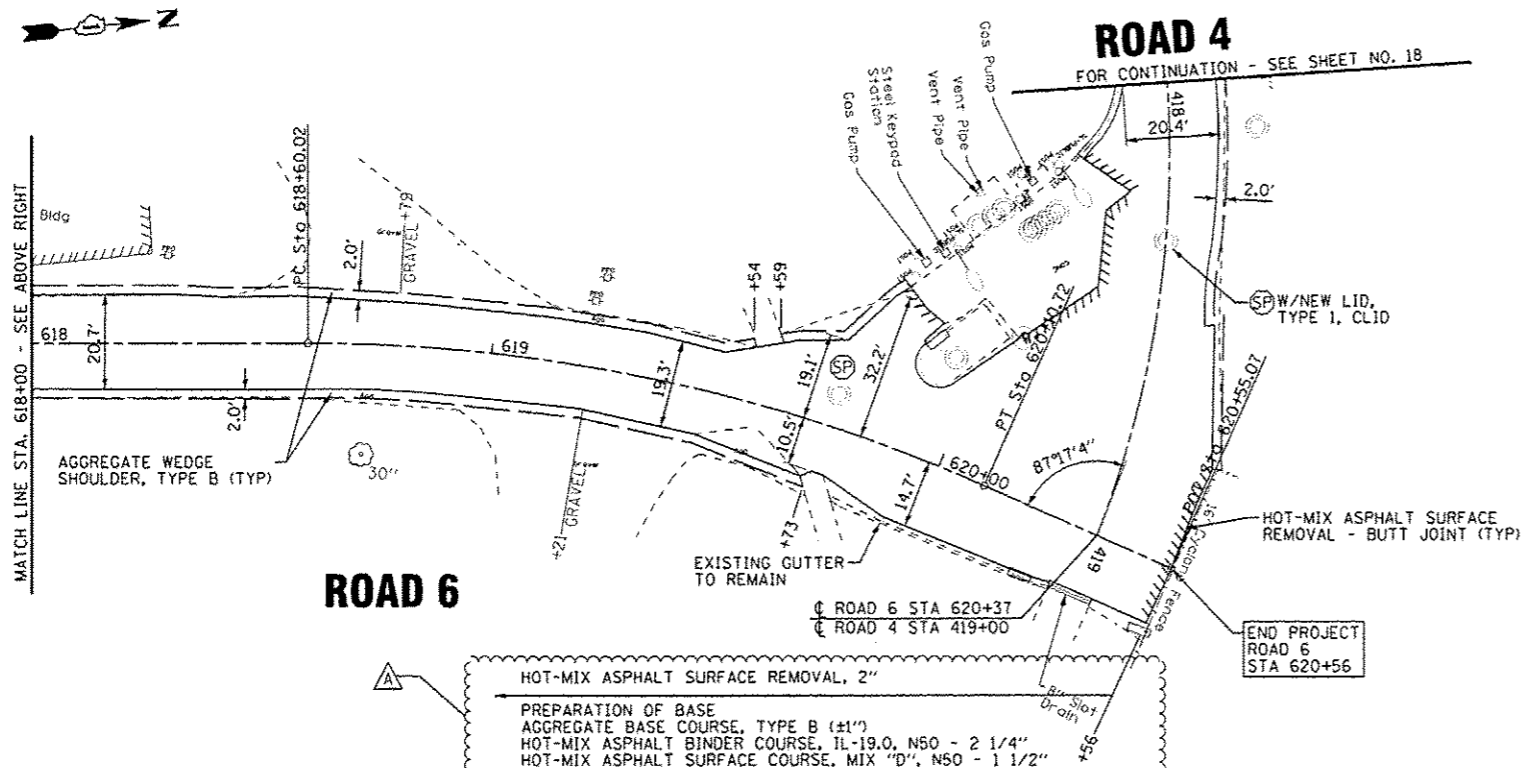 N
ROAD 4
FOR CONTINUATION - SEE SHEET NO. 18
Gas Pump
Vent Pipe
Vent Pipe
Steel Keypad
Station
Gas Pump
418
20.4'
2.0'
MATCH LINE STA. 618+00 - SEE ABOVE RIGHT
Bldg
PC Sta 618+60.02
2.0'
Gravel
GRAVEL +79
+54
+59
POST
POST
CONC
SP W/NEW LID,
TYPE 1, CLID
618
20.7'
619
19.3'
19.1'
SP
32.2'
PT Sta 620+10.72
2.0'
10.5'
620+00
87°17'4"
14.7'
AGGREGATE WEDGE
SHOULDER, TYPE B (TYP)
30"
Gravel
+21 GRAVEL
+73
EXISTING GUTTER
TO REMAIN
419
Cyclone Fence
HOT-MIX ASPHALT SURFACE
REMOVAL - BUTT JOINT (TYP)
ROAD 6
℄ ROAD 6 STA 620+37
℄ ROAD 4 STA 419+00
END PROJECT
ROAD 6
STA 620+56
A
HOT-MIX ASPHALT SURFACE REMOVAL, 2"
8" Slot
Drain
+56
PREPARATION OF BASE
AGGREGATE BASE COURSE, TYPE B (±1")
HOT-MIX ASPHALT BINDER COURSE, IL-19.0, N50 - 2 1/4"
HOT-MIX ASPHALT SURFACE COURSE, MIX "D", N50 - 1 1/2"